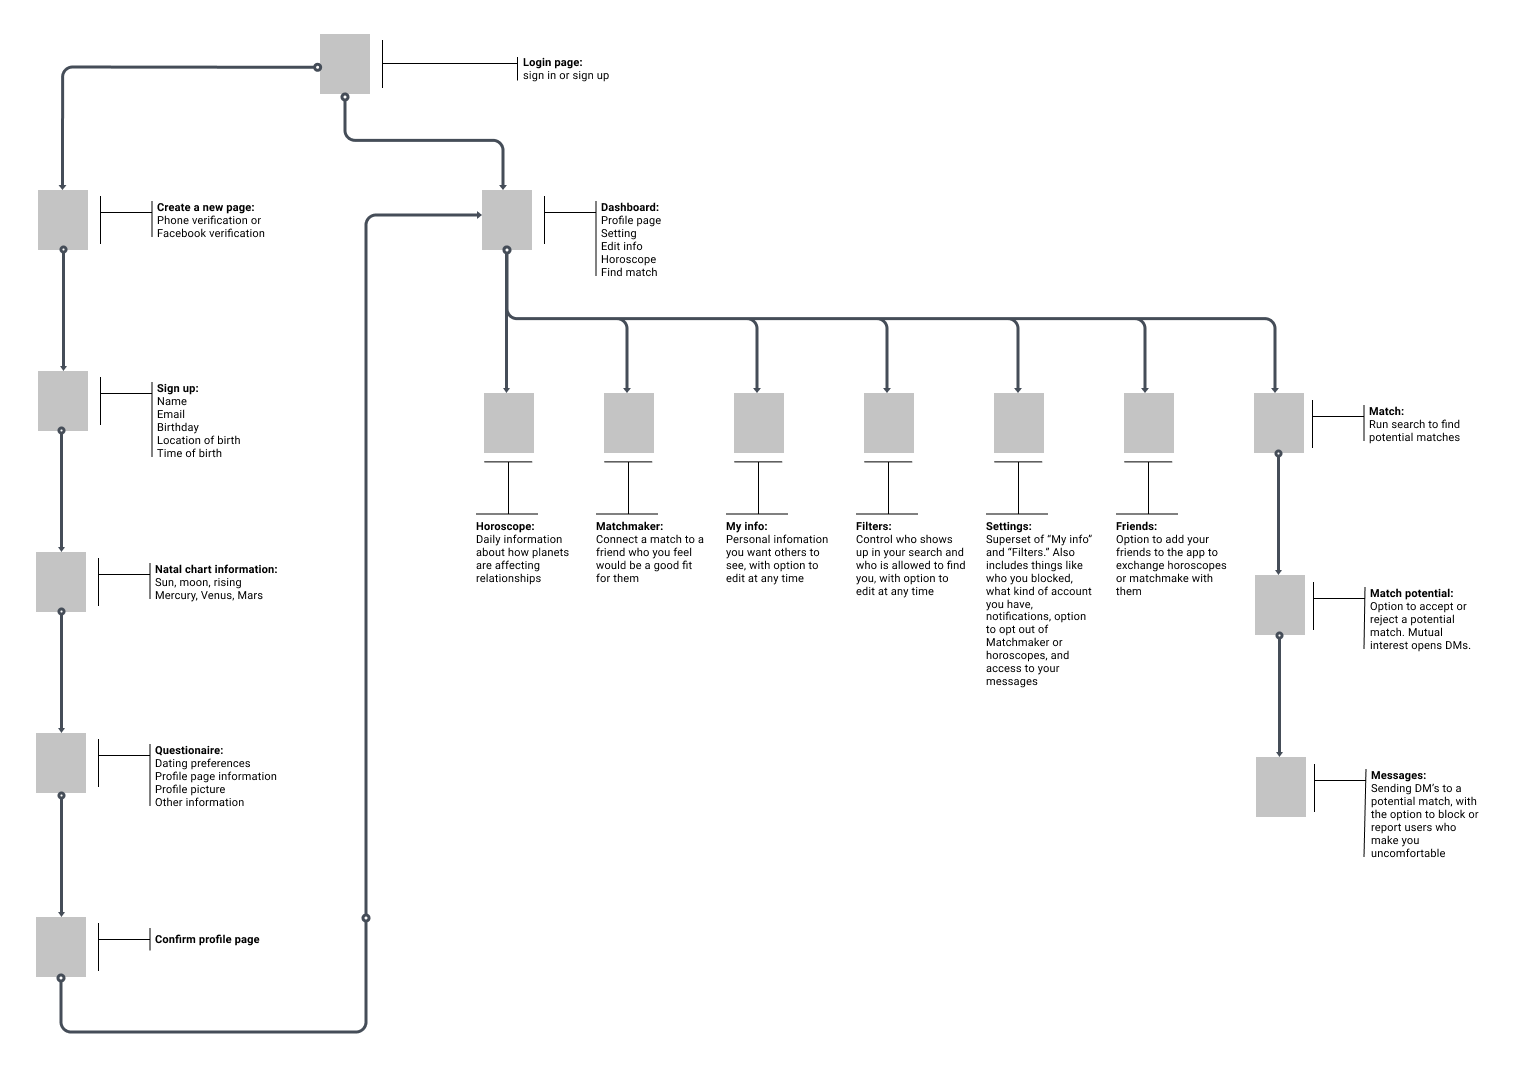 Login page:
sign in or sign up
Create a new page:
Phone verification or
Facebook verification
Dashboard:
Profile page
Setting
Edit info
Horoscope
Find match
Sign up:
Name
Email
Birthday
Location of birth
Time of birth
Match:
Run search to find
potential matches
Horoscope:
Daily information
about how planets
are affecting
relationships
Matchmaker:
Connect a match to a
friend who you feel
would be a good fit
for them
My info:
Personal infomation
you want others to
see, with option to
edit at any time
Filters:
Control who shows
up in your search and
who is allowed to find
you, with option to
edit at any time
Settings:
Superset of “My info”
and “Filters.” Also
includes things like
who you blocked,
what kind of account
you have,
notifications, option
to opt out of
Matchmaker or
horoscopes, and
access to your
messages
Friends:
Option to add your
friends to the app to
exchange horoscopes
or matchmake with
them
Natal chart information:
Sun, moon, rising
Mercury, Venus, Mars
Match potential:
Option to accept or
reject a potential
match. Mutual
interest opens DMs.
Questionaire:
Dating preferences
Profile page information
Profile picture
Other information
Messages:
Sending DM’s to a
potential match, with
the option to block or
report users who
make you
uncomfortable
Confirm profile page